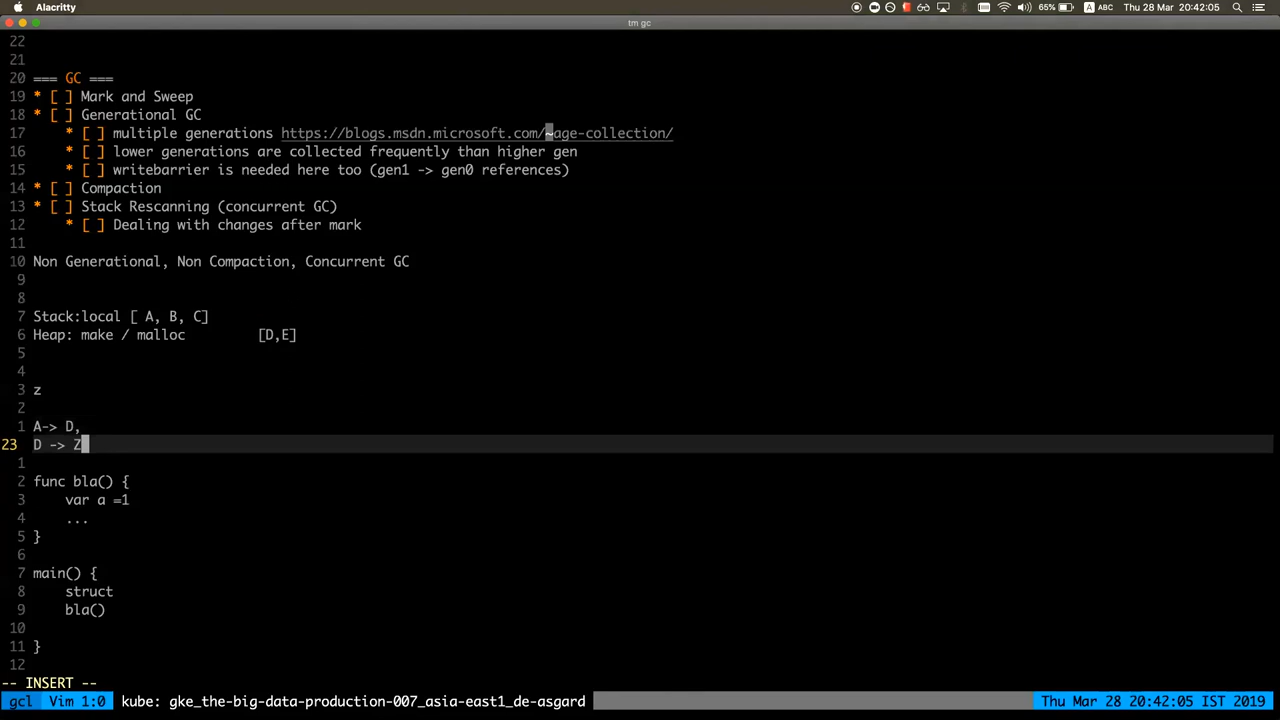 Alacritty 65% A ABC Thu 28 Mar 20:42:05
tm gc
22
21
20 === GC ===
19 * [ ] Mark and Sweep
18 * [ ] Generational GC
17 * [ ] multiple generations https://blogs.msdn.microsoft.com/~age-collection/
16 * [ ] lower generations are collected frequently than higher gen
15 * [ ] writebarrier is needed here too (gen1 -> gen0 references)
14 * [ ] Compaction
13 * [ ] Stack Rescanning (concurrent GC)
12 * [ ] Dealing with changes after mark
11
10 Non Generational, Non Compaction, Concurrent GC
9
8
7 Stack:local [ A, B, C]
6 Heap: make / malloc [D,E]
5
4
3 z
2
1 A-> D,
23 D -> Z
1
2 func bla() {
3 var a =1
4 ...
5 }
6
7 main() {
8 struct
9 bla()
10
11 }
12
-- INSERT --
gcl Vim 1:0 kube: gke_the-big-data-production-007_asia-east1_de-asgard Thu Mar 28 20:42:05 IST 2019